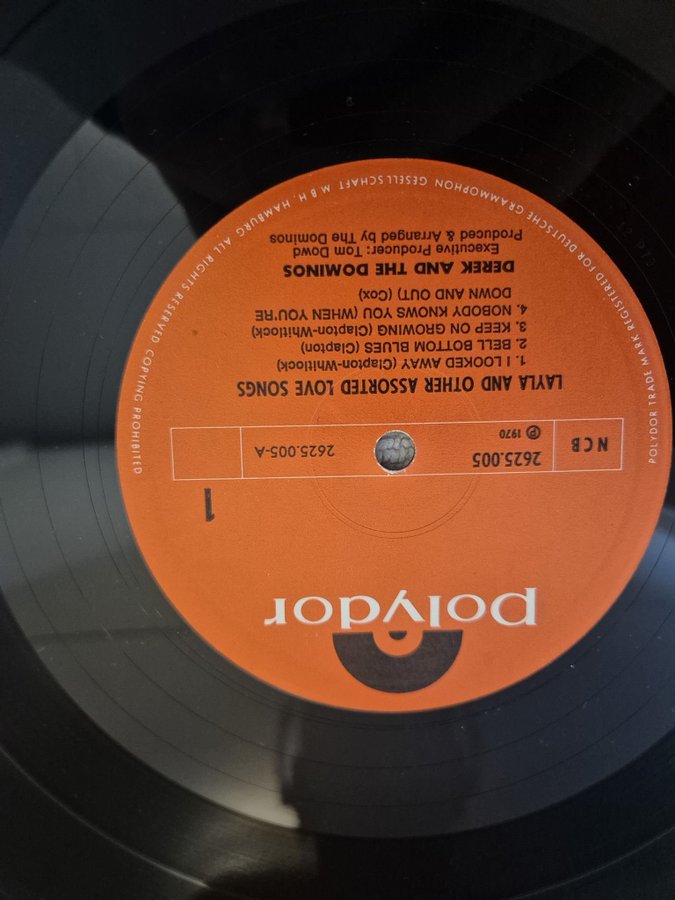 polydor
1
NCB
2625.005
℗ 1970
2625.005-A
LAYLA AND OTHER ASSORTED LOVE SONGS
1. I LOOKED AWAY (Clapton-Whitlock)
2. BELL BOTTOM BLUES (Clapton)
3. KEEP ON GROWING (Clapton-Whitlock)
4. NOBODY KNOWS YOU (WHEN YOU'RE
DOWN AND OUT) (Cox)
DEREK AND THE DOMINOS
Executive Producer: Tom Dowd
Produced & Arranged by The Dominos
POLYDOR TRADE MARK REGISTERED FOR DEUTSCHE GRAMMOPHON GESELLSCHAFT M.B.H. HAMBURG ALL RIGHTS RESERVED COPYING PROHIBITED